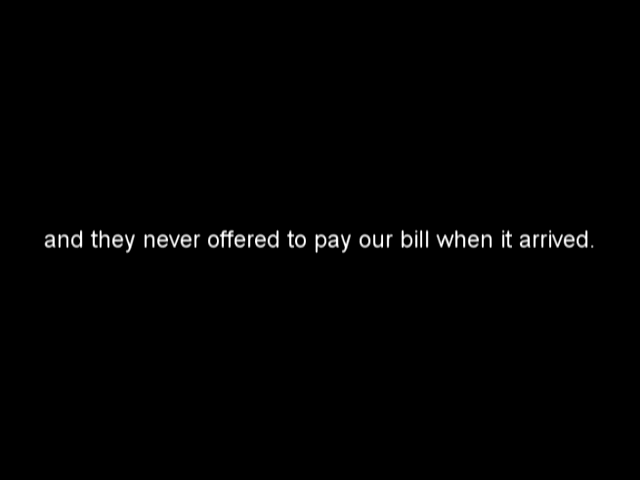 and they never offered to pay our bill when it arrived.